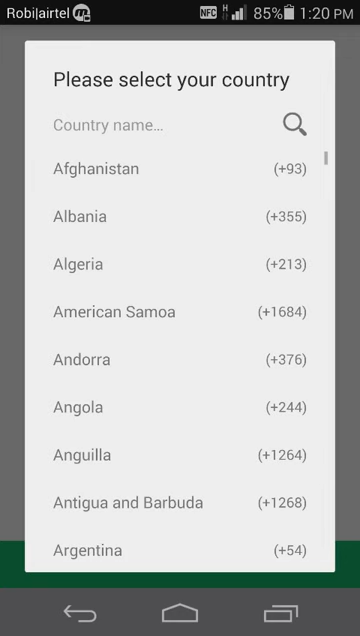 Robi|airtel NFC H 85% 1:20 PM
Please select your country
Country name...
Afghanistan (+93)
Albania (+355)
Algeria (+213)
American Samoa (+1684)
Andorra (+376)
Angola (+244)
Anguilla (+1264)
Antigua and Barbuda (+1268)
Argentina (+54)